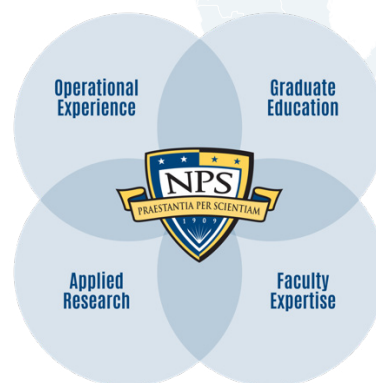 Operational
Experience
Graduate
Education
NPS
PRAESTANTIA PER SCIENTIAM
1909
Applied
Research
Faculty
Expertise